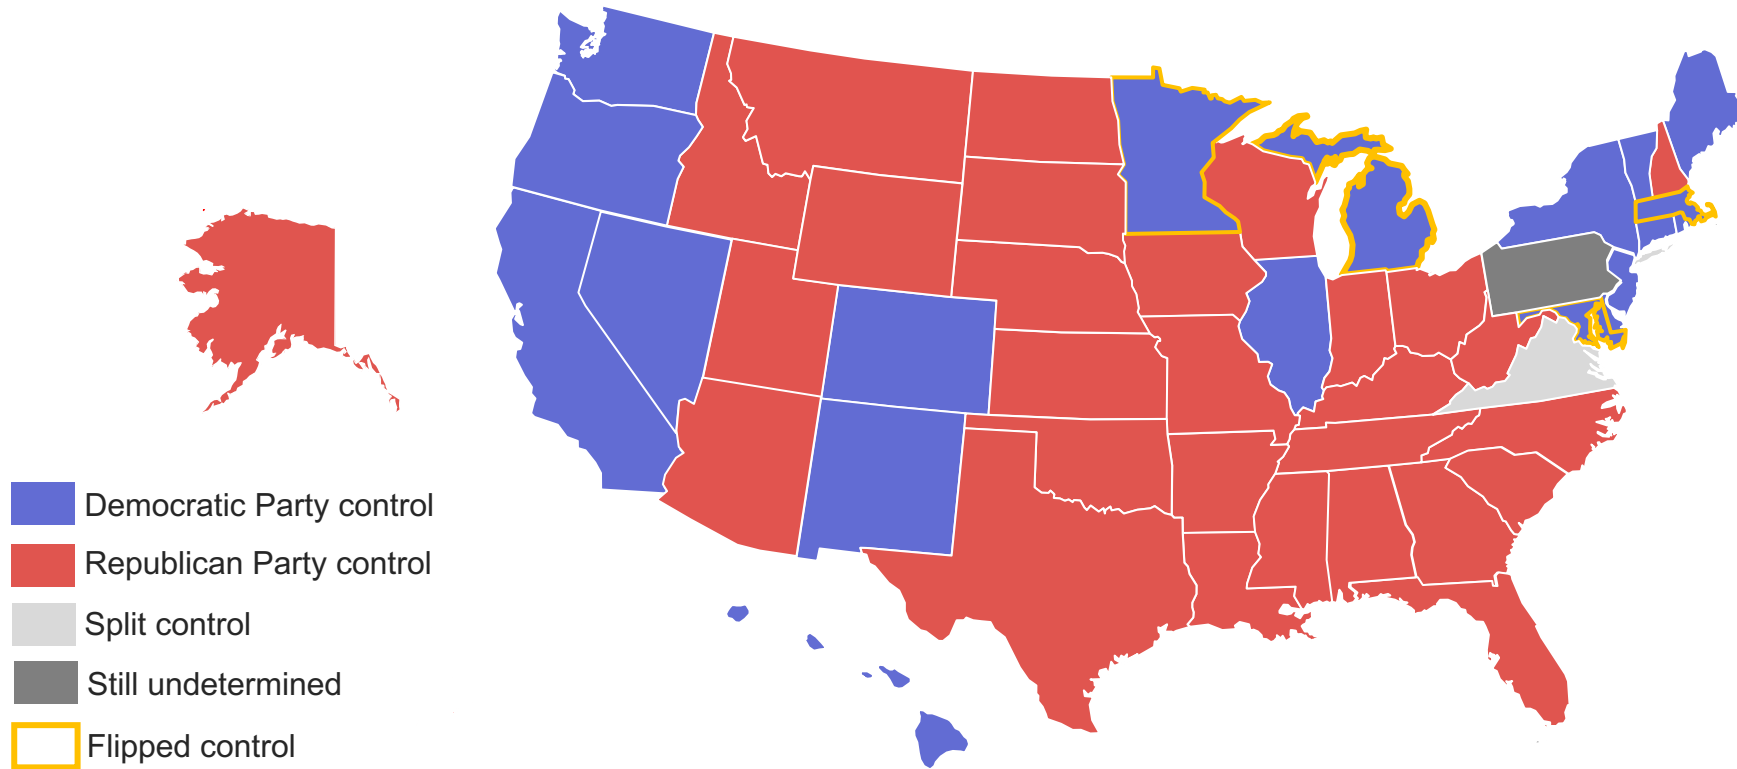 Democratic Party control
Republican Party control
Split control
Still undetermined
Flipped control